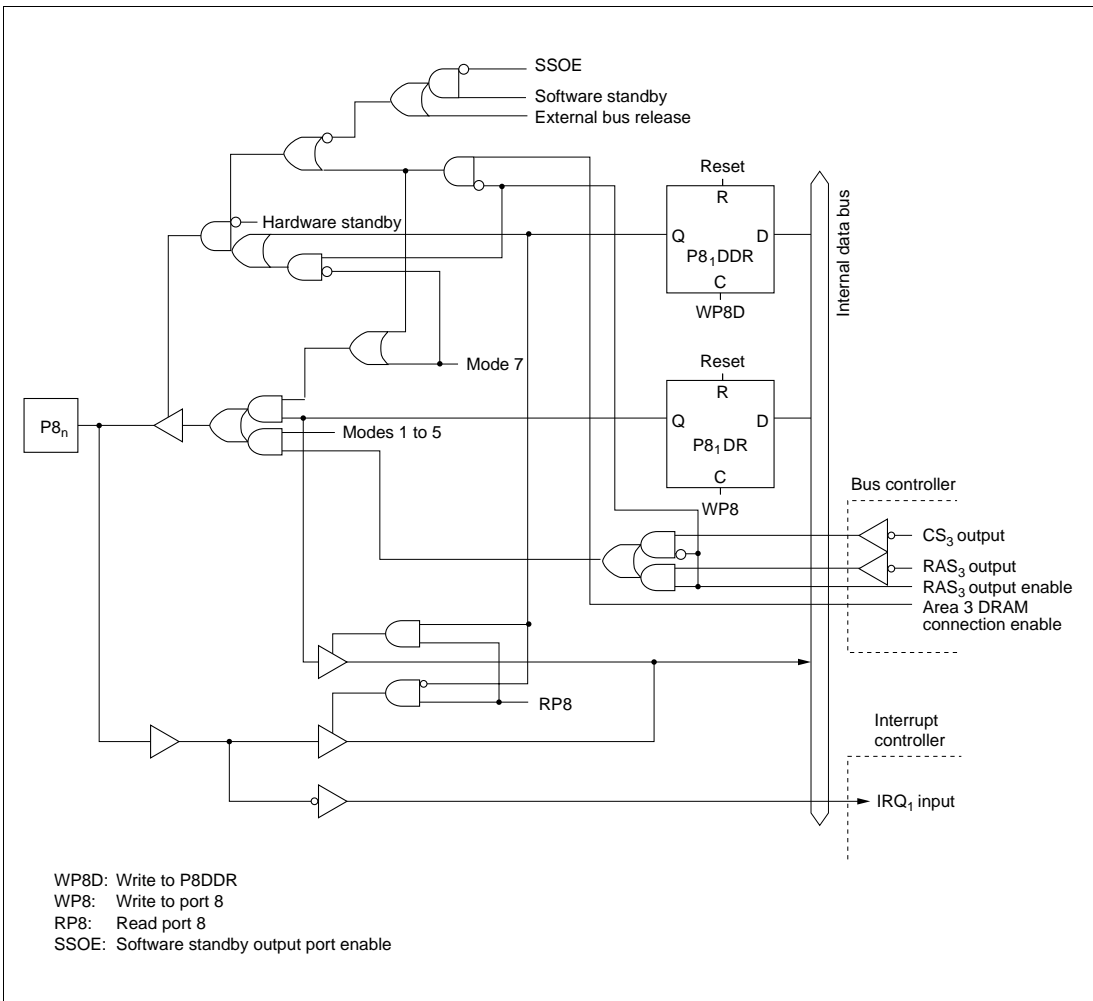 SSOE
Software standby
External bus release
Reset
R
Hardware standby
Q
D
P8₁DDR
C
WP8D
Internal data bus
Mode 7
Reset
R
P8ₙ
Q
D
Modes 1 to 5
P8₁DR
C
WP8
Bus controller
CS₃ output
RAS₃ output
RAS₃ output enable
Area 3 DRAM
connection enable
RP8
Interrupt
controller
IRQ₁ input
WP8D: Write to P8DDR
WP8: Write to port 8
RP8: Read port 8
SSOE: Software standby output port enable